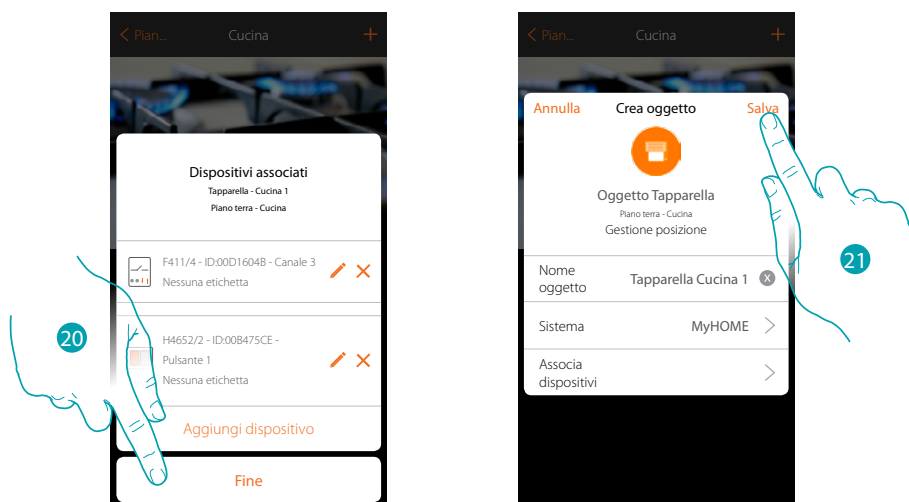 < Pian... Cucina +
Dispositivi associati
Tapparella - Cucina 1
Piano terra - Cucina
F411/4 - ID:00D1604B - Canale 3
Nessuna etichetta
H4652/2 - ID:00B475CE -
Pulsante 1
Nessuna etichetta
Aggiungi dispositivo
Fine
20
< Pian... Cucina +
Annulla Crea oggetto Salva
Oggetto Tapparella
Piano terra - Cucina
Gestione posizione
Nome
oggetto
Tapparella Cucina 1 x
Sistema MyHOME >
Associa
dispositivi >
21